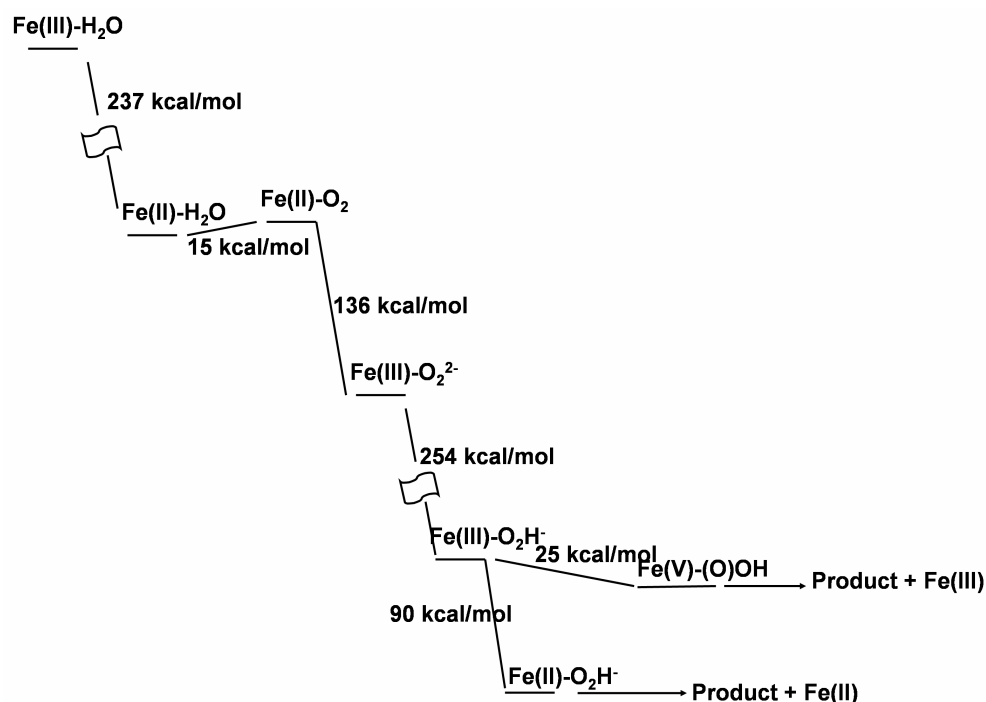 Fe(III)-H₂O
237 kcal/mol
Fe(II)-H₂O
Fe(II)-O₂
15 kcal/mol
136 kcal/mol
Fe(III)-O₂²⁻
254 kcal/mol
Fe(III)-O₂H⁻
25 kcal/mol
Fe(V)-(O)OH
Product + Fe(III)
90 kcal/mol
Fe(II)-O₂H⁻
Product + Fe(II)